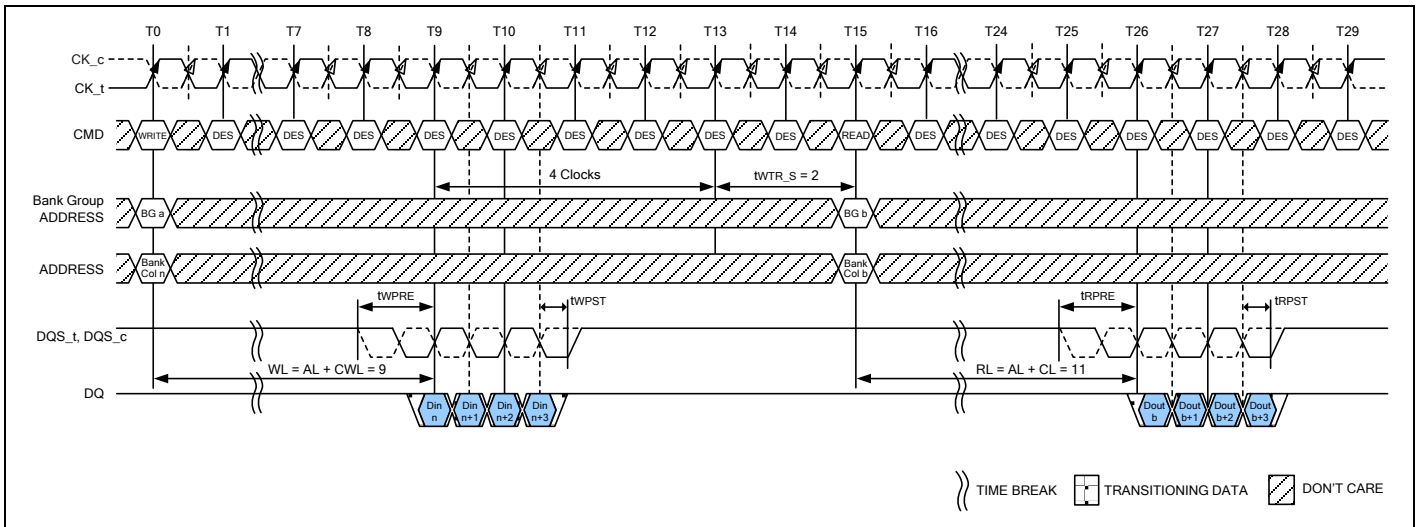 T0 T1 T7 T8 T9 T10 T11 T12 T13 T14 T15 T16 T24 T25 T26 T27 T28 T29
CK_c
CK_t
CMD WRITE DES DES DES DES DES DES DES DES DES READ DES DES DES DES DES DES DES
4 Clocks tWTR_S = 2
Bank Group
ADDRESS BG a BG b
ADDRESS Bank Col n Bank Col b
tWPRE tWPST tRPRE tRPST
DQS_t, DQS_c
WL = AL + CWL = 9 RL = AL + CL = 11
DQ Din n Din n+1 Din n+2 Din n+3 Dout b Dout b+1 Dout b+2 Dout b+3
TIME BREAK TRANSITIONING DATA DON'T CARE